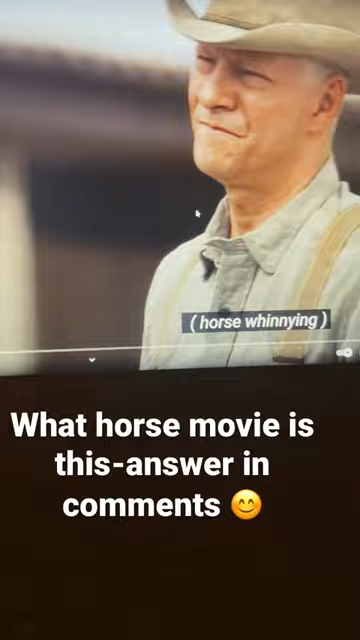 ( horse whinnying )
What horse movie is
this-answer in
comments 😊